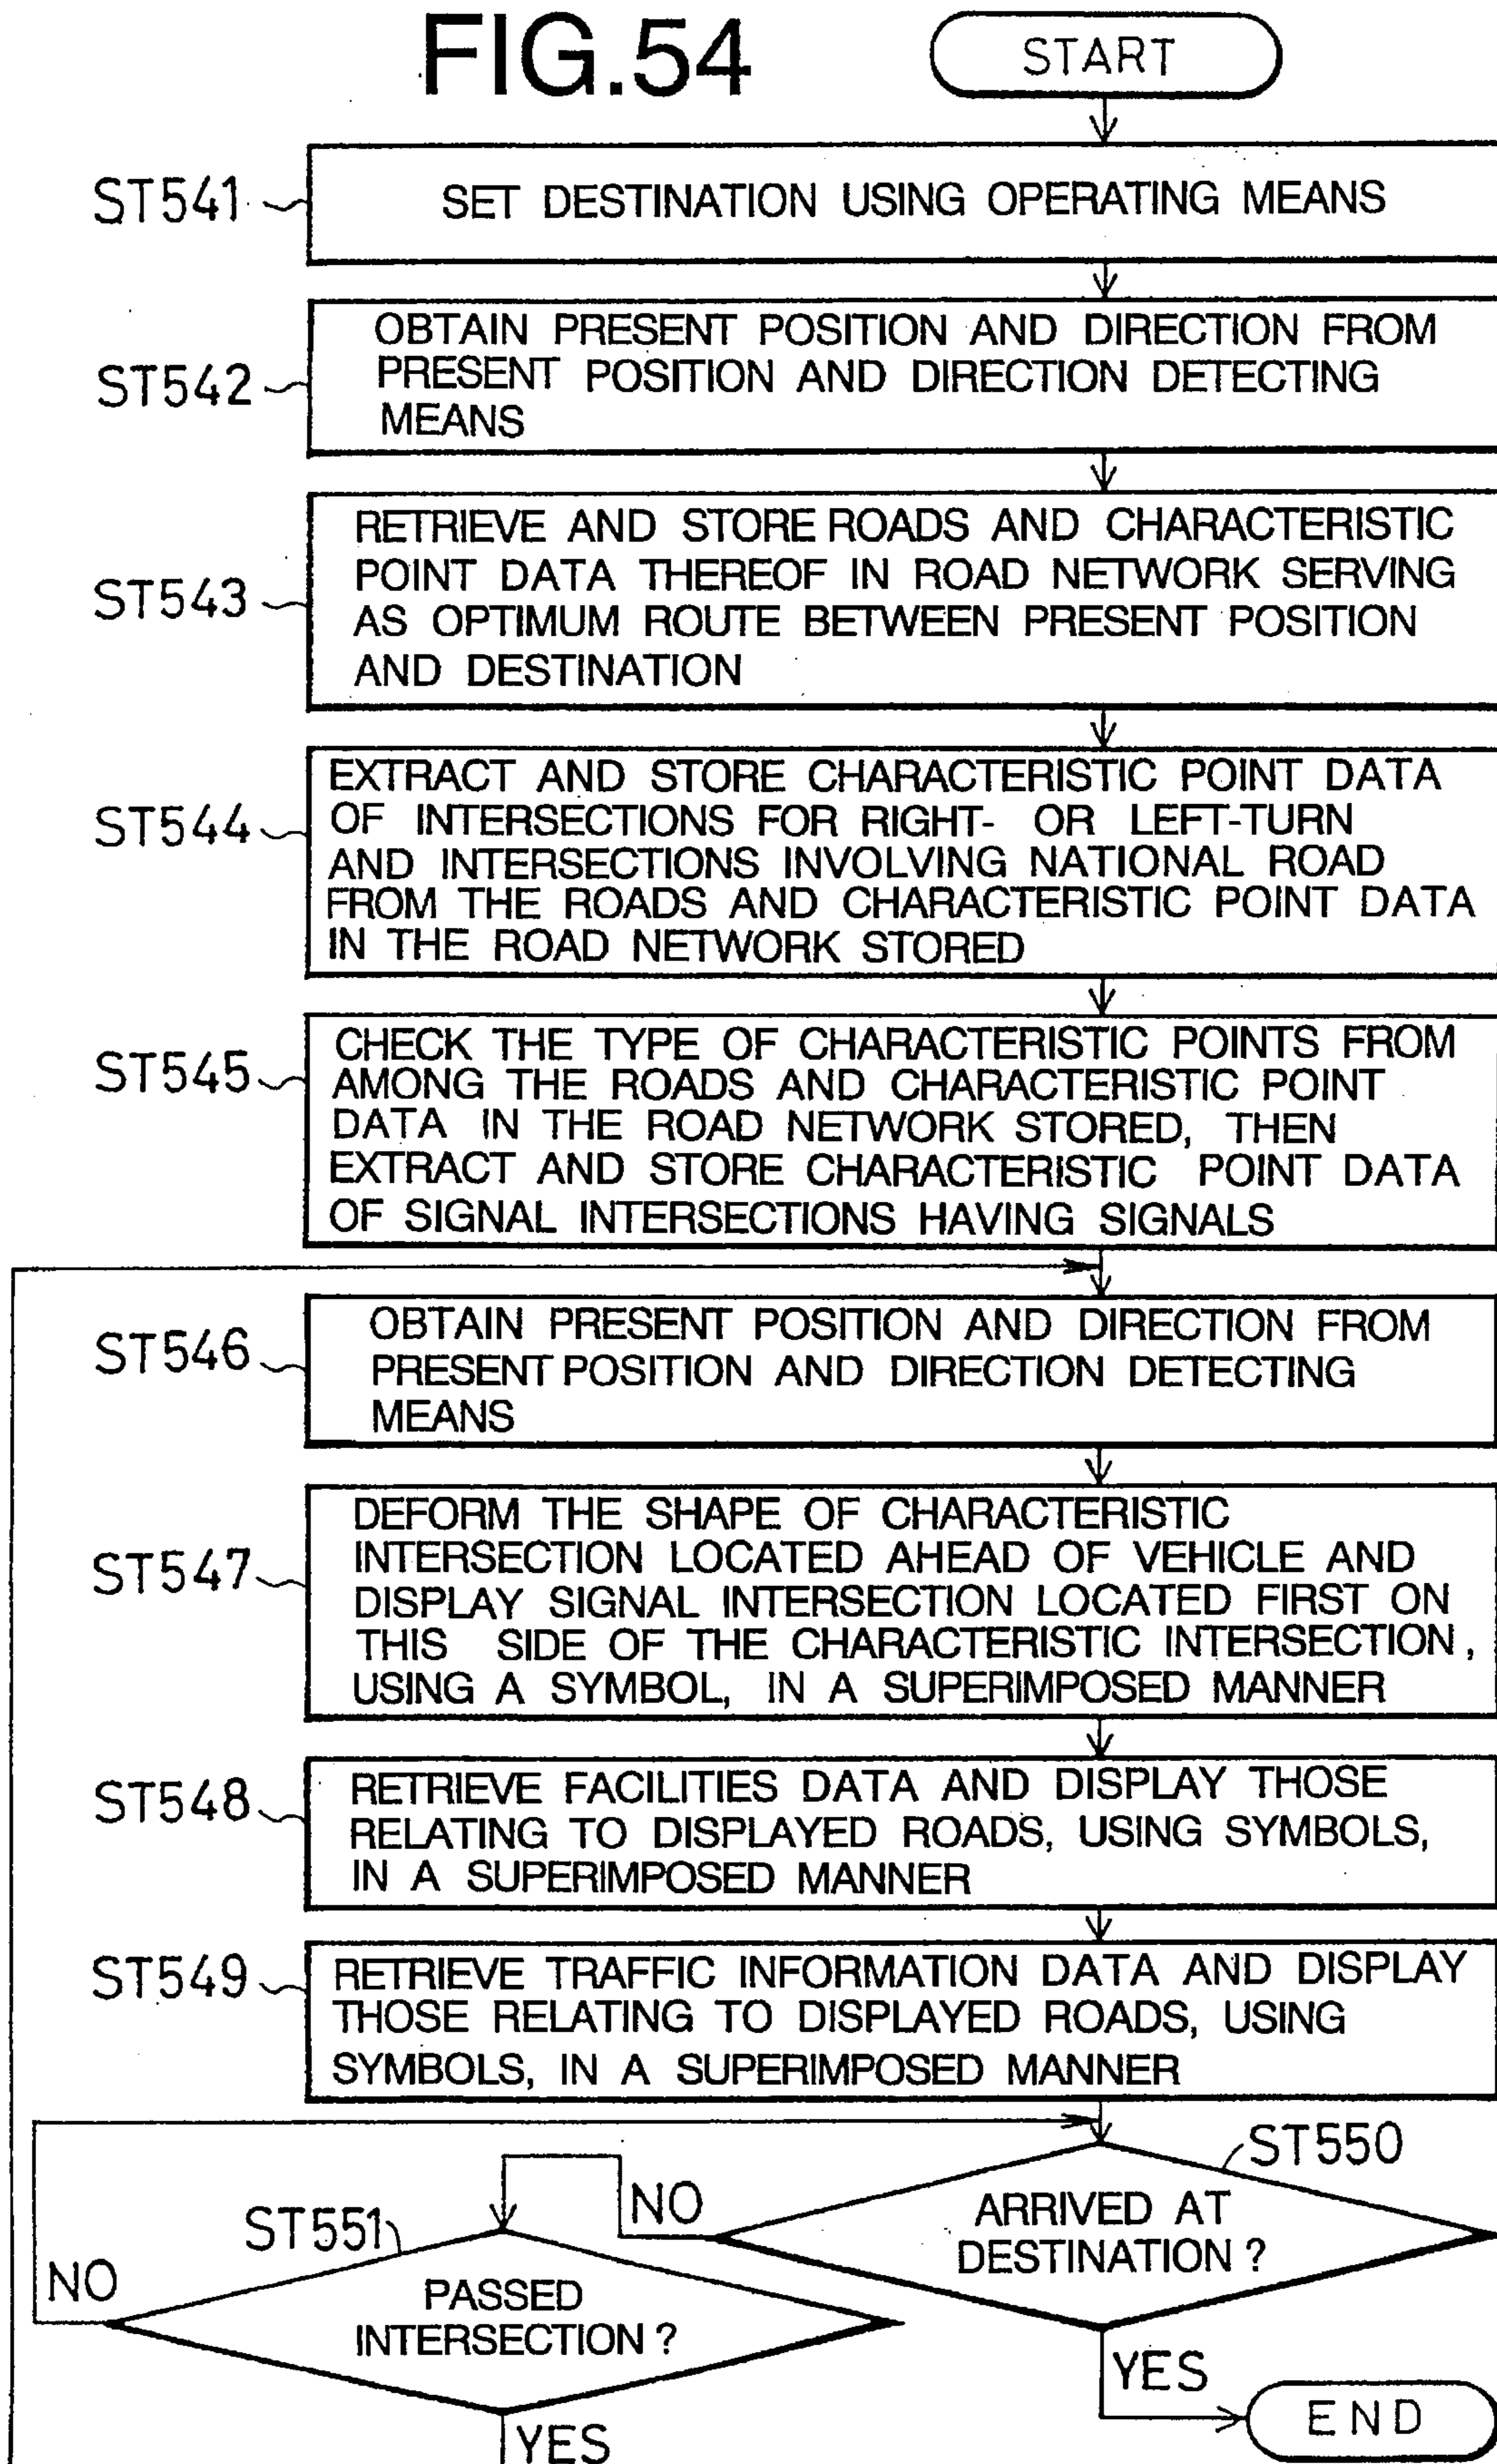 FIG.54
START
ST541
SET DESTINATION USING OPERATING MEANS
ST542
OBTAIN PRESENT POSITION AND DIRECTION FROM
PRESENT POSITION AND DIRECTION DETECTING
MEANS
ST543
RETRIEVE AND STORE ROADS AND CHARACTERISTIC
POINT DATA THEREOF IN ROAD NETWORK SERVING
AS OPTIMUM ROUTE BETWEEN PRESENT POSITION
AND DESTINATION
ST544
EXTRACT AND STORE CHARACTERISTIC POINT DATA
OF INTERSECTIONS FOR RIGHT- OR LEFT-TURN
AND INTERSECTIONS INVOLVING NATIONAL ROAD
FROM THE ROADS AND CHARACTERISTIC POINT DATA
IN THE ROAD NETWORK STORED
ST545
CHECK THE TYPE OF CHARACTERISTIC POINTS FROM
AMONG THE ROADS AND CHARACTERISTIC POINT
DATA IN THE ROAD NETWORK STORED, THEN
EXTRACT AND STORE CHARACTERISTIC POINT DATA
OF SIGNAL INTERSECTIONS HAVING SIGNALS
ST546
OBTAIN PRESENT POSITION AND DIRECTION FROM
PRESENT POSITION AND DIRECTION DETECTING
MEANS
ST547
DEFORM THE SHAPE OF CHARACTERISTIC
INTERSECTION LOCATED AHEAD OF VEHICLE AND
DISPLAY SIGNAL INTERSECTION LOCATED FIRST ON
THIS SIDE OF THE CHARACTERISTIC INTERSECTION,
USING A SYMBOL, IN A SUPERIMPOSED MANNER
ST548
RETRIEVE FACILITIES DATA AND DISPLAY THOSE
RELATING TO DISPLAYED ROADS, USING SYMBOLS,
IN A SUPERIMPOSED MANNER
ST549
RETRIEVE TRAFFIC INFORMATION DATA AND DISPLAY
THOSE RELATING TO DISPLAYED ROADS, USING
SYMBOLS, IN A SUPERIMPOSED MANNER
ST550
ARRIVED AT
DESTINATION ?
NO
ST551
PASSED
INTERSECTION ?
NO
YES
YES
END